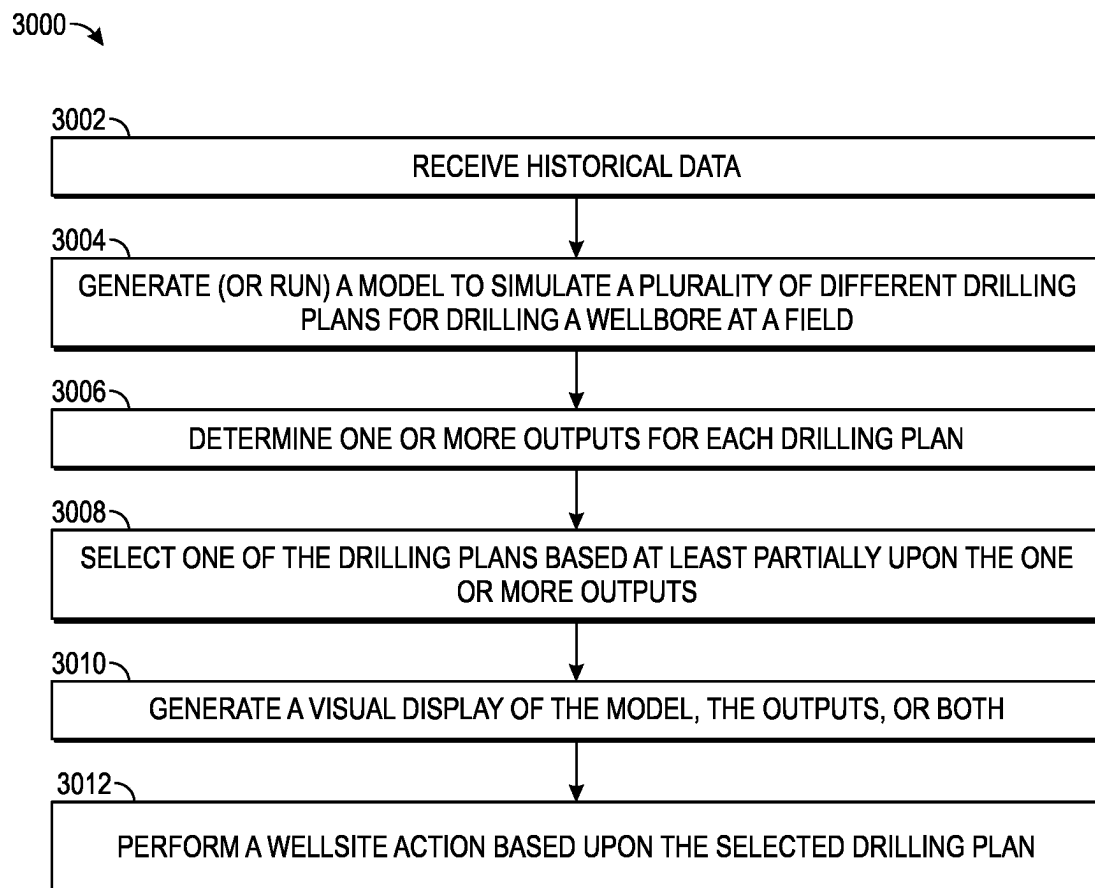 3000
3002
RECEIVE HISTORICAL DATA
3004
GENERATE (OR RUN) A MODEL TO SIMULATE A PLURALITY OF DIFFERENT DRILLING
PLANS FOR DRILLING A WELLBORE AT A FIELD
3006
DETERMINE ONE OR MORE OUTPUTS FOR EACH DRILLING PLAN
3008
SELECT ONE OF THE DRILLING PLANS BASED AT LEAST PARTIALLY UPON THE ONE
OR MORE OUTPUTS
3010
GENERATE A VISUAL DISPLAY OF THE MODEL, THE OUTPUTS, OR BOTH
3012
PERFORM A WELLSITE ACTION BASED UPON THE SELECTED DRILLING PLAN